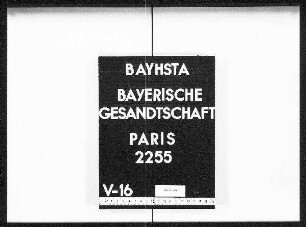 BAYHSTA
BAYERISCHE
GESANDTSCHAFT
PARIS
2255
V-16